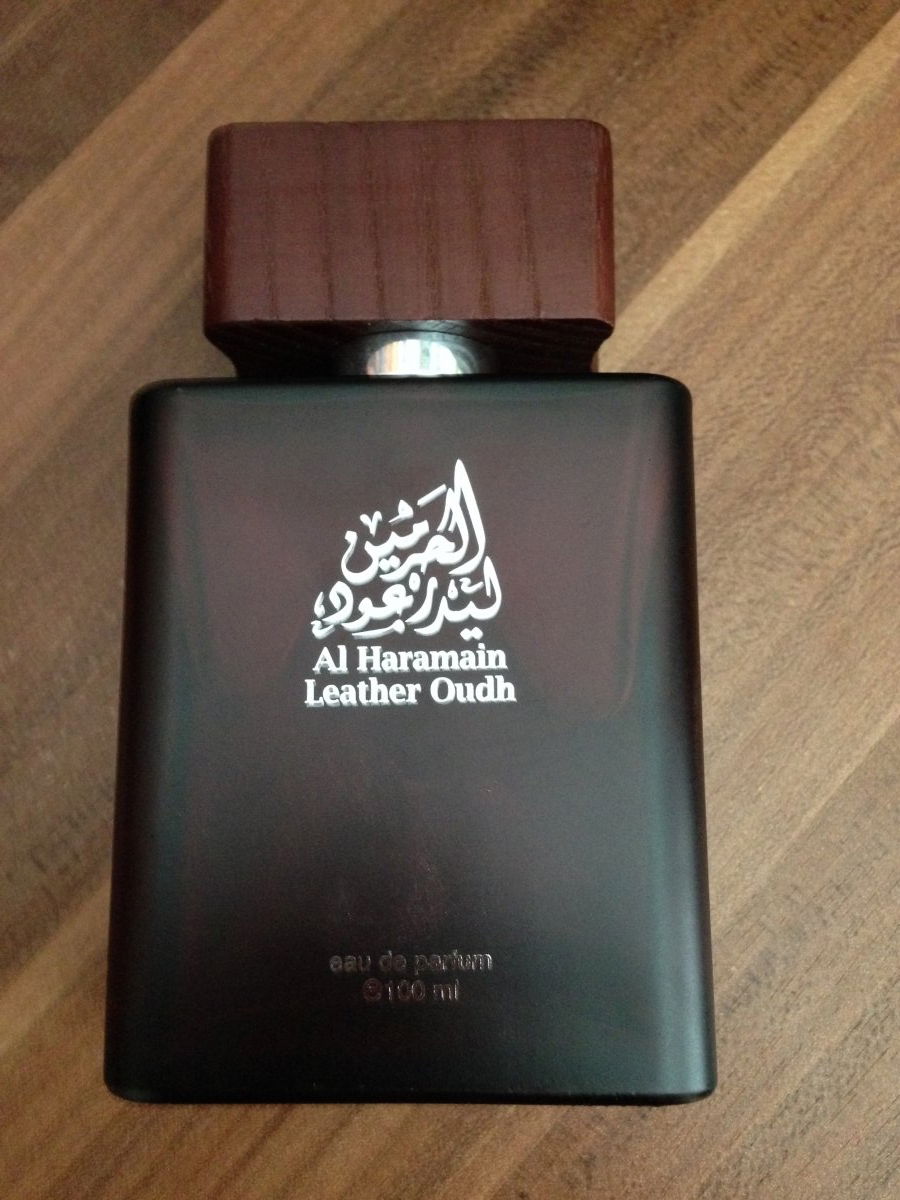 الحرمين
ليذر عود
Al Haramain
Leather Oudh
eau de parfum
℮100 ml